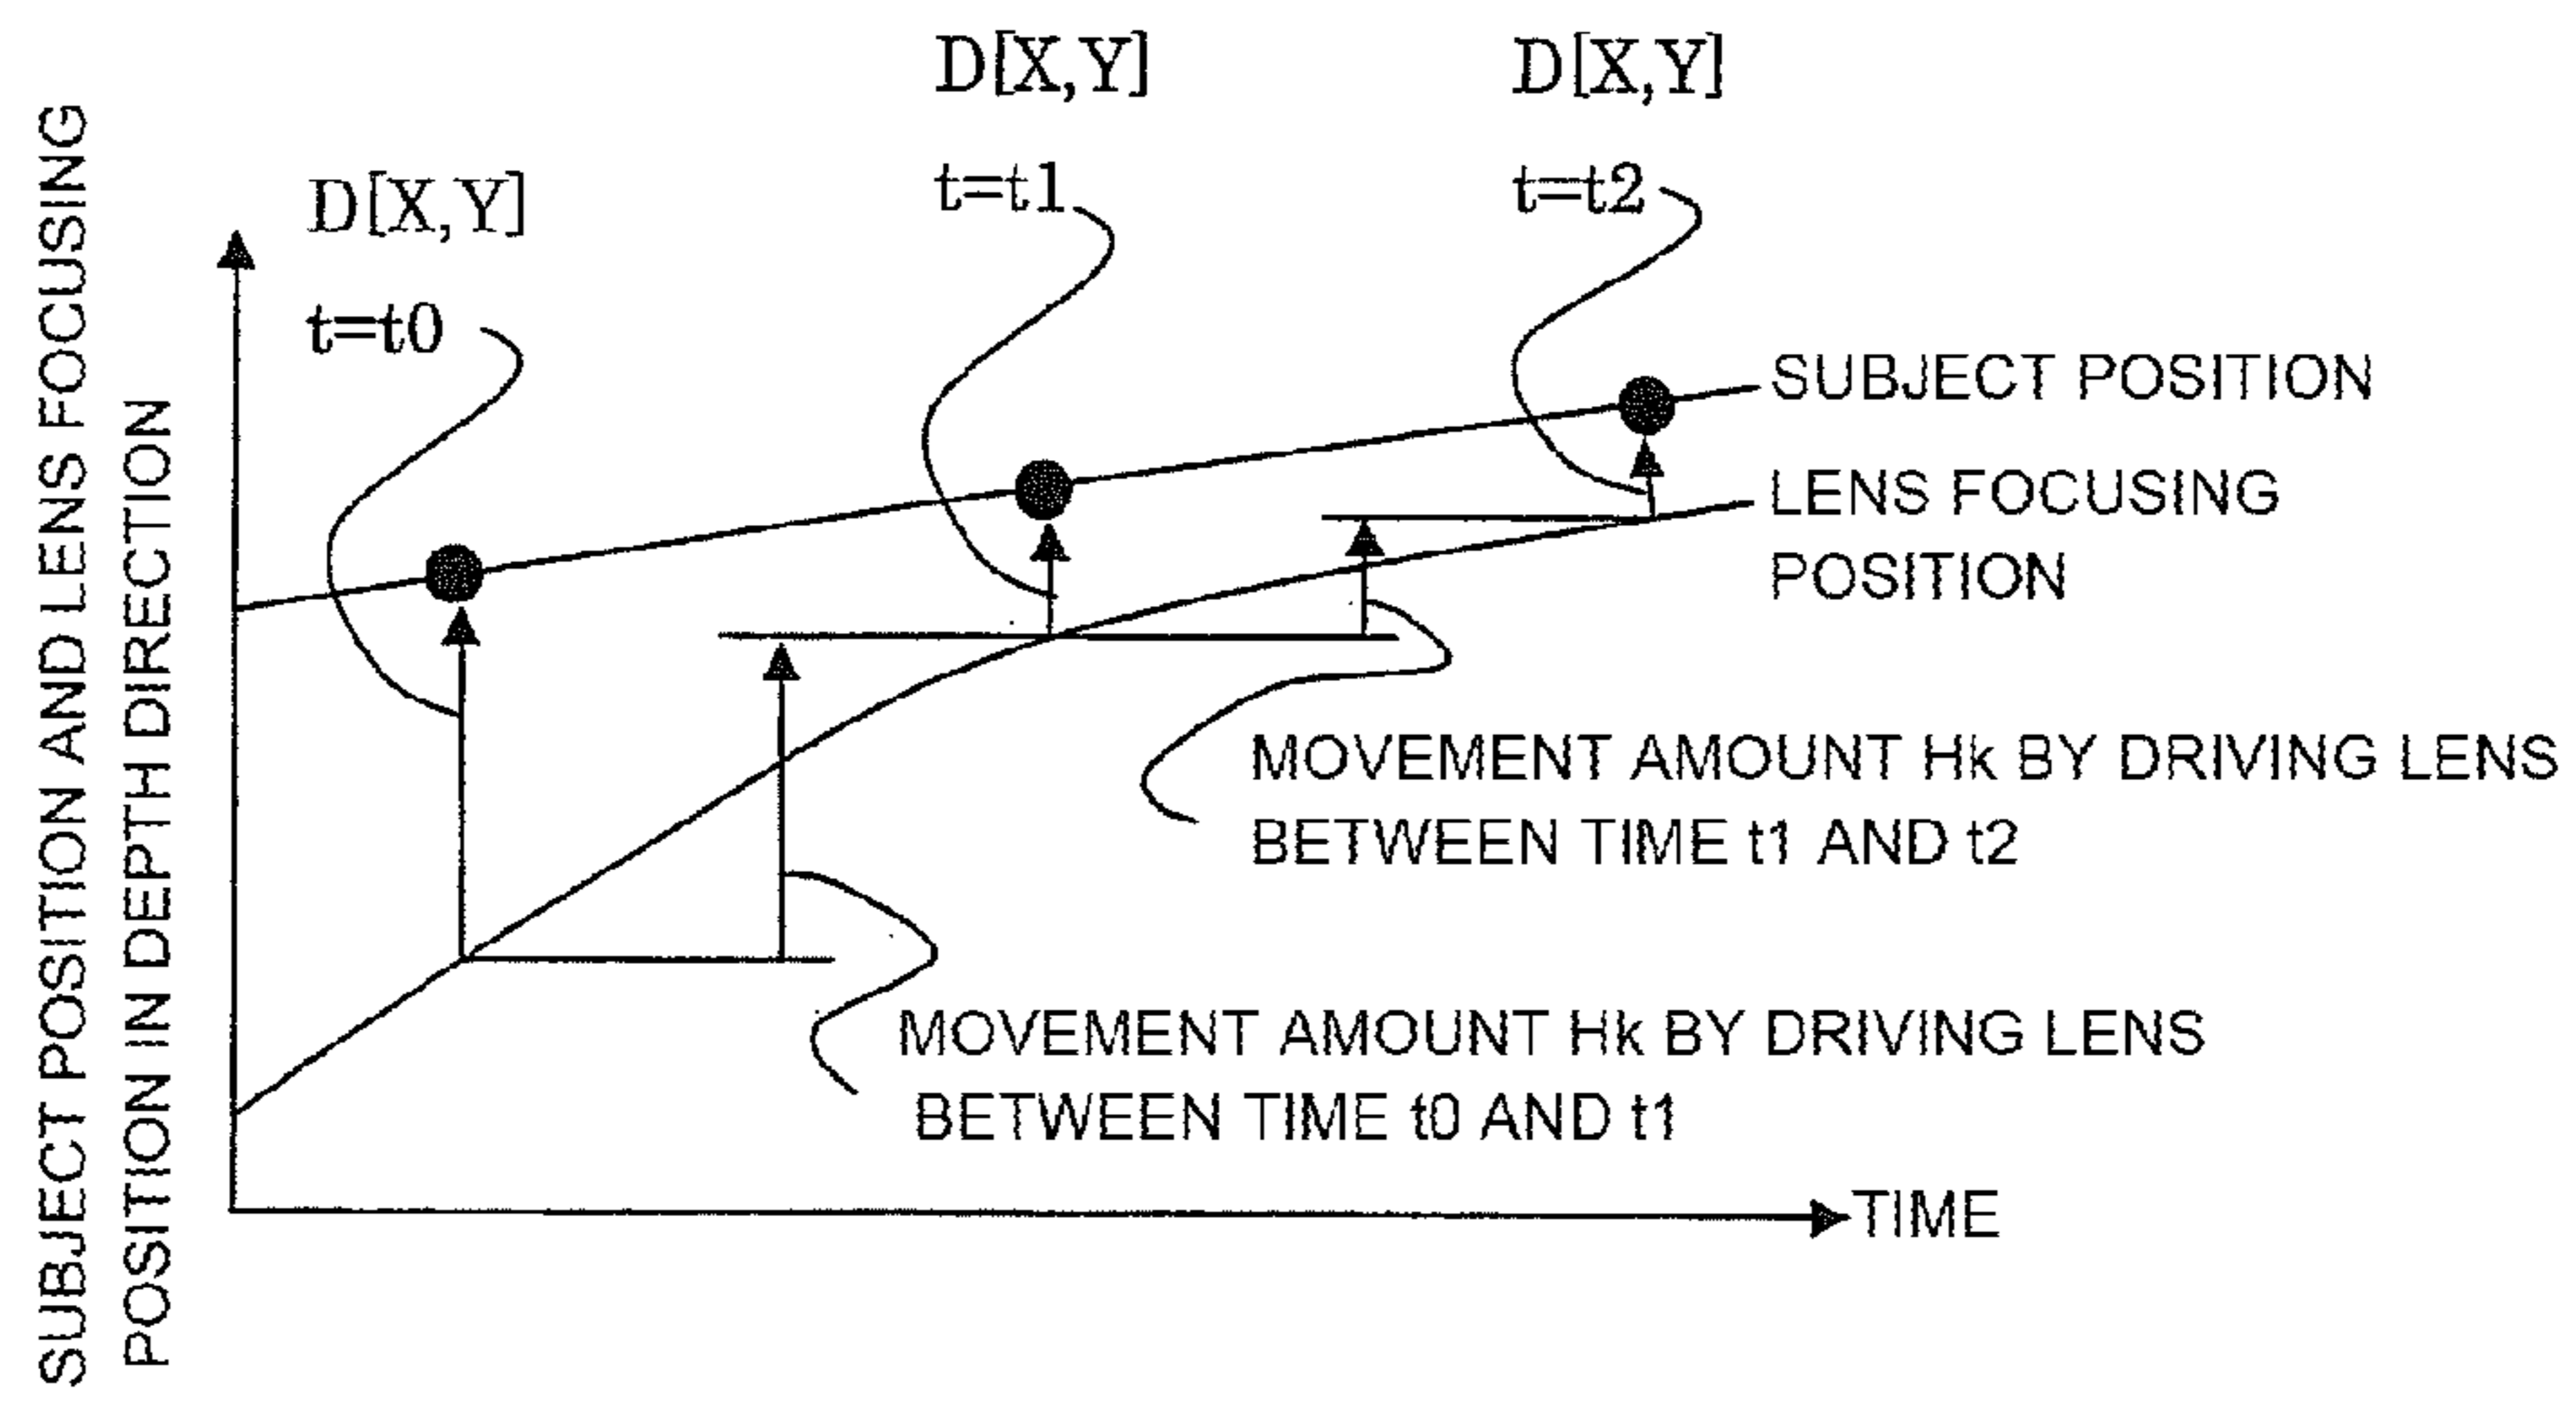 SUBJECT POSITION AND LENS FOCUSING
POSITION IN DEPTH DIRECTION
D[X,Y]
t=t0
D[X,Y]
t=t1
D[X,Y]
t=t2
SUBJECT POSITION
LENS FOCUSING
POSITION
MOVEMENT AMOUNT Hk BY DRIVING LENS
BETWEEN TIME t1 AND t2
MOVEMENT AMOUNT Hk BY DRIVING LENS
BETWEEN TIME t0 AND t1
TIME